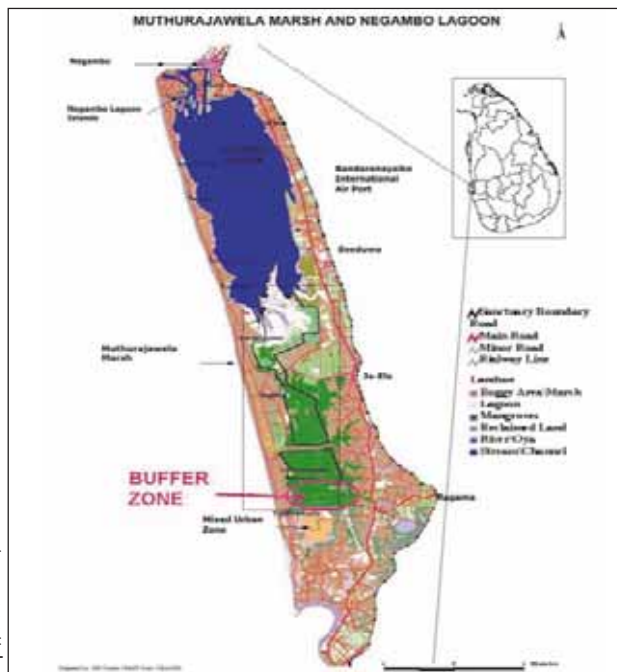 MUTHURAJAWELA MARSH AND NEGAMBO LAGOON
Negambo
Negambo Lagoon
Islands
Bandaranayake
International
Air Port
Seeduwa
Muthurajawela
Marsh
Ja-Ela
BUFFER
ZONE
Mixed Urban
Zone
Ragama
Sanctuary Boundary
Road
Main Road
Minor Road
Railway Line
Landuse
Boggy Area/Marsh
Lagoon
Mangroves
Reclaimed Land
River/Oya
Stream/Channel